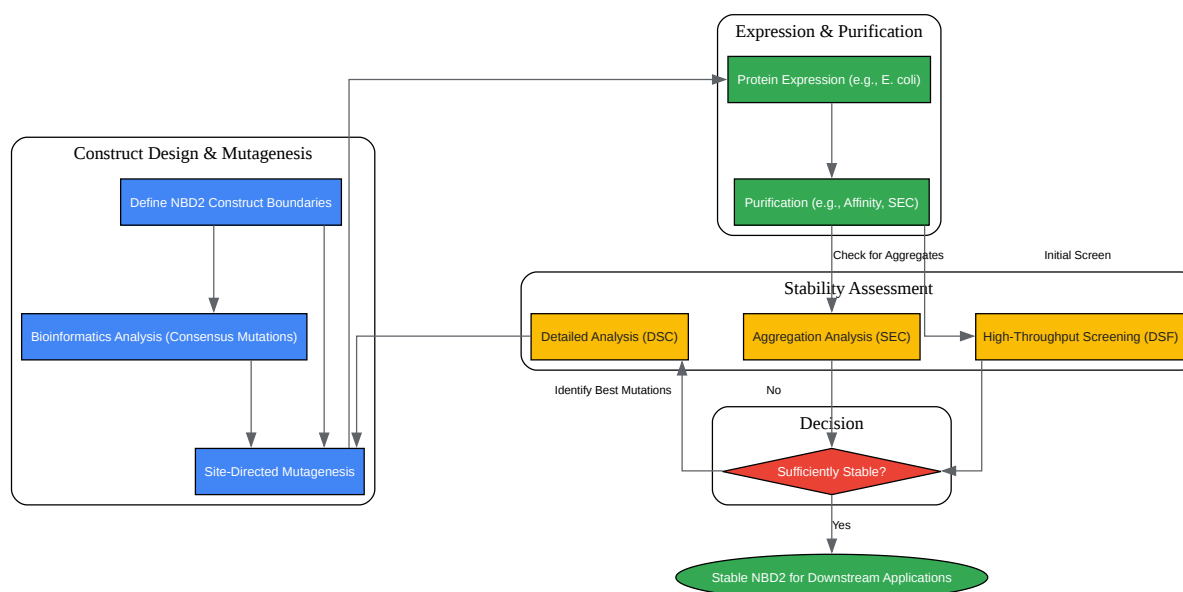 Expression & Purification
Protein Expression (e.g., E. coli)
Construct Design & Mutagenesis
Define NBD2 Construct Boundaries
Purification (e.g., Affinity, SEC)
Check for Aggregates
Initial Screen
Stability Assessment
Bioinformatics Analysis (Consensus Mutations)
Detailed Analysis (DSC)
Aggregation Analysis (SEC)
High-Throughput Screening (DSF)
Identify Best Mutations
No
Decision
Site-Directed Mutagenesis
Sufficiently Stable?
Yes
Stable NBD2 for Downstream Applications